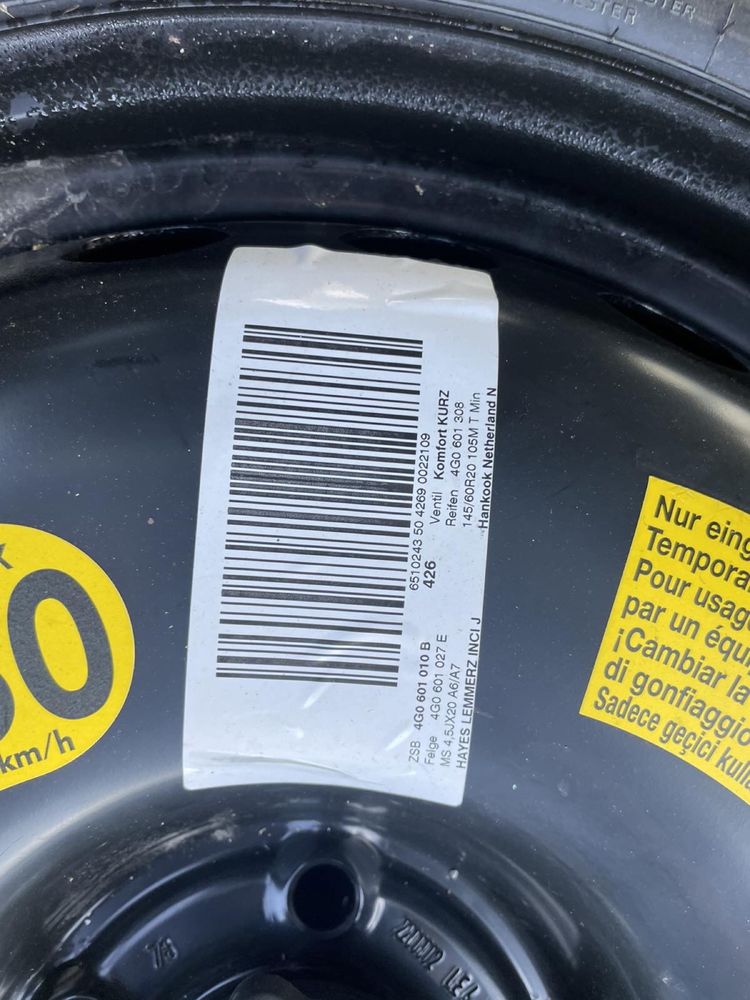 6510243 50 4269 0022109
426 Ventil Komfort KURZ
Reifen 4G0 601 308
145/60R20 105M T Min
Hankook Netherland N
ZSB 4G0 601 010 B
Felge 4G0 601 027 E
MS 4,5JX20 A6/A7
HAYES LEMMERZ INCI J
km/h
Nur eing
Tempora
Pour usag
par un équ
¡Cambiar la
di gonfiaggio
Sadece geçici kulla